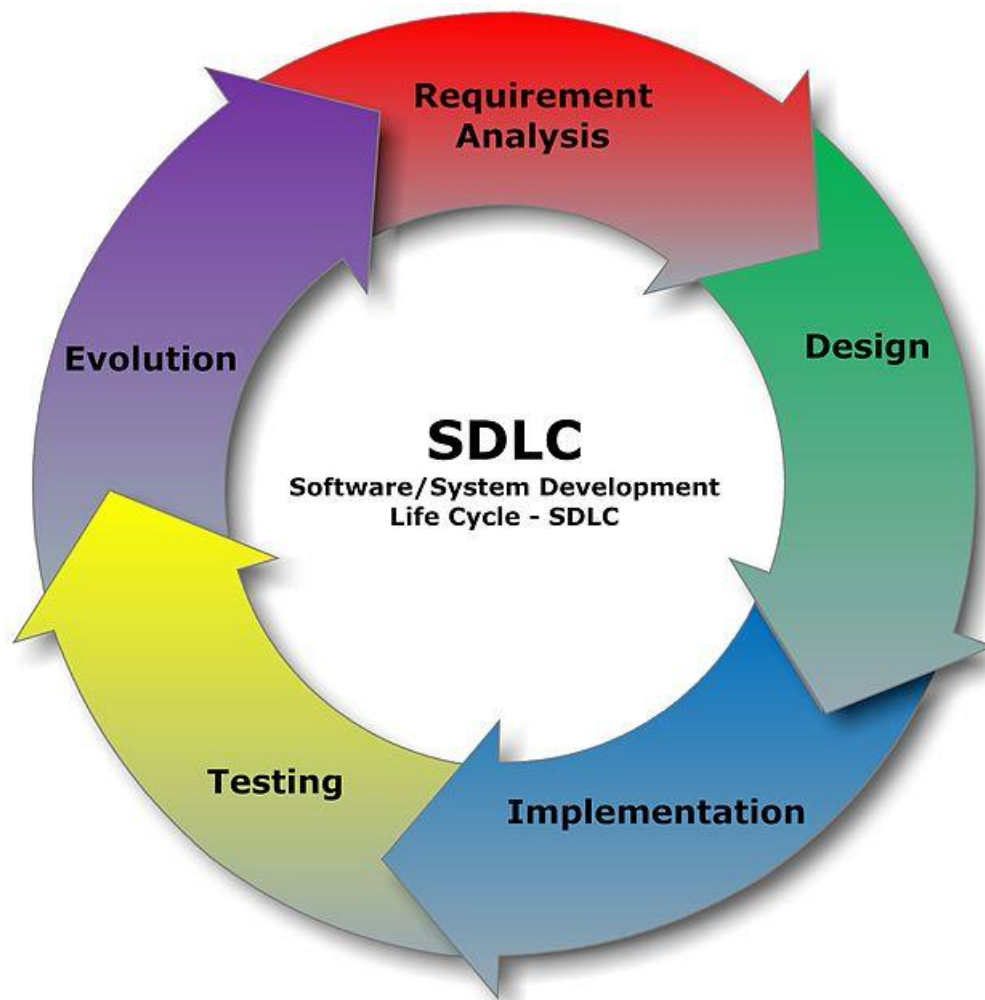 Requirement
Analysis
Design
Evolution
SDLC
Software/System Development
Life Cycle - SDLC
Testing
Implementation